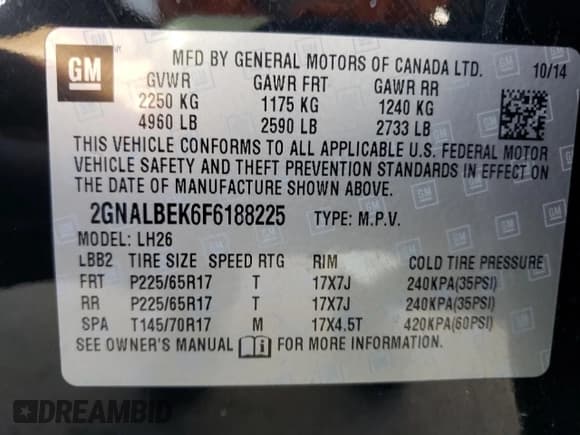 GM
MFD BY GENERAL MOTORS OF CANADA LTD. 10/14
GVWR GAWR FRT GAWR RR
2250 KG 1175 KG 1240 KG
4960 LB 2590 LB 2733 LB
THIS VEHICLE CONFORMS TO ALL APPLICABLE U.S. FEDERAL MOTOR
VEHICLE SAFETY AND THEFT PREVENTION STANDARDS IN EFFECT ON
THE DATE OF MANUFACTURE SHOWN ABOVE.
2GNALBEK6F6188225 TYPE: M.P.V.
MODEL: LH26
LBB2 TIRE SIZE SPEED RTG RIM COLD TIRE PRESSURE
FRT P225/65R17 T 17X7J 240KPA(35PSI)
RR P225/65R17 T 17X7J 240KPA(35PSI)
SPA T145/70R17 M 17X4.5T 420KPA(60PSI)
SEE OWNER'S MANUAL FOR MORE INFORMATION.
DREAMBID